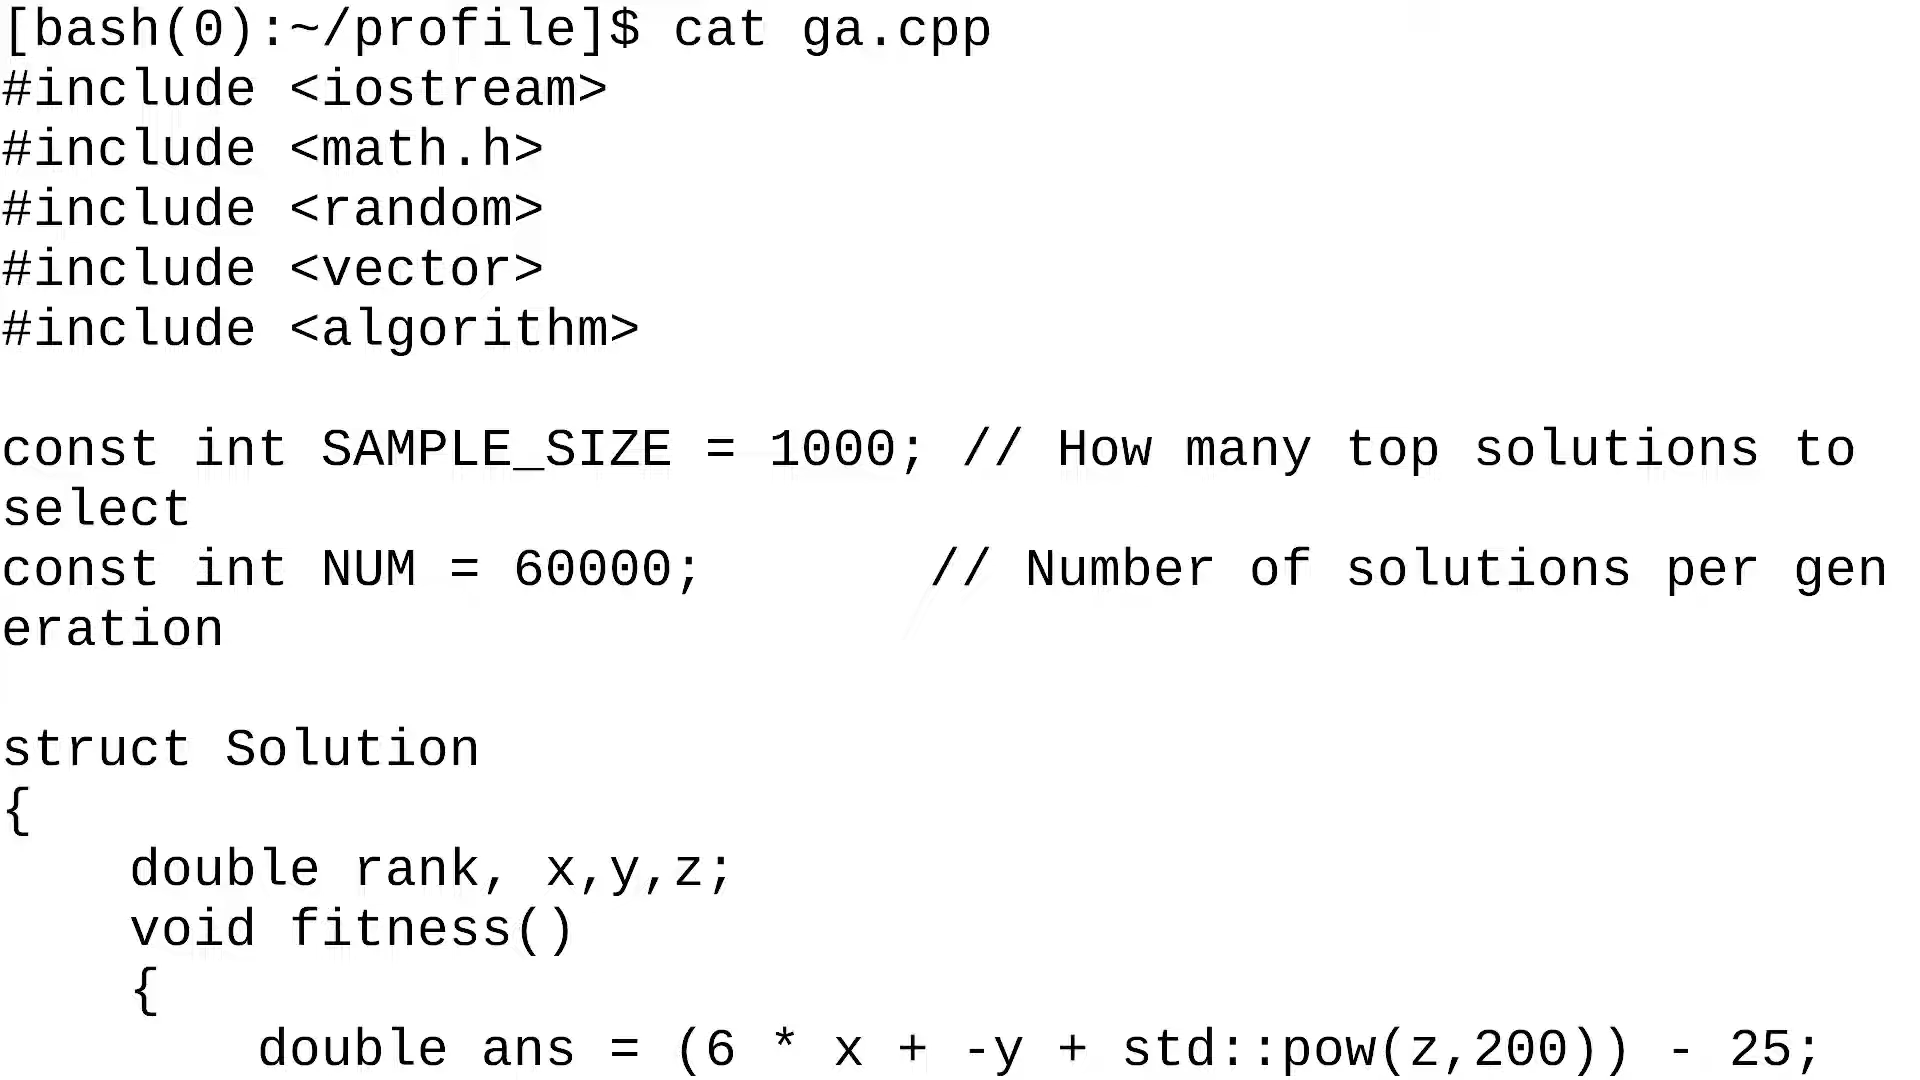 [bash(0):~/profile]$ cat ga.cpp
#include <iostream>
#include <math.h>
#include <random>
#include <vector>
#include <algorithm>

const int SAMPLE_SIZE = 1000; // How many top solutions to
select
const int NUM = 60000;       // Number of solutions per gen
eration

struct Solution
{
    double rank, x,y,z;
    void fitness()
    {
        double ans = (6 * x + -y + std::pow(z,200)) - 25;